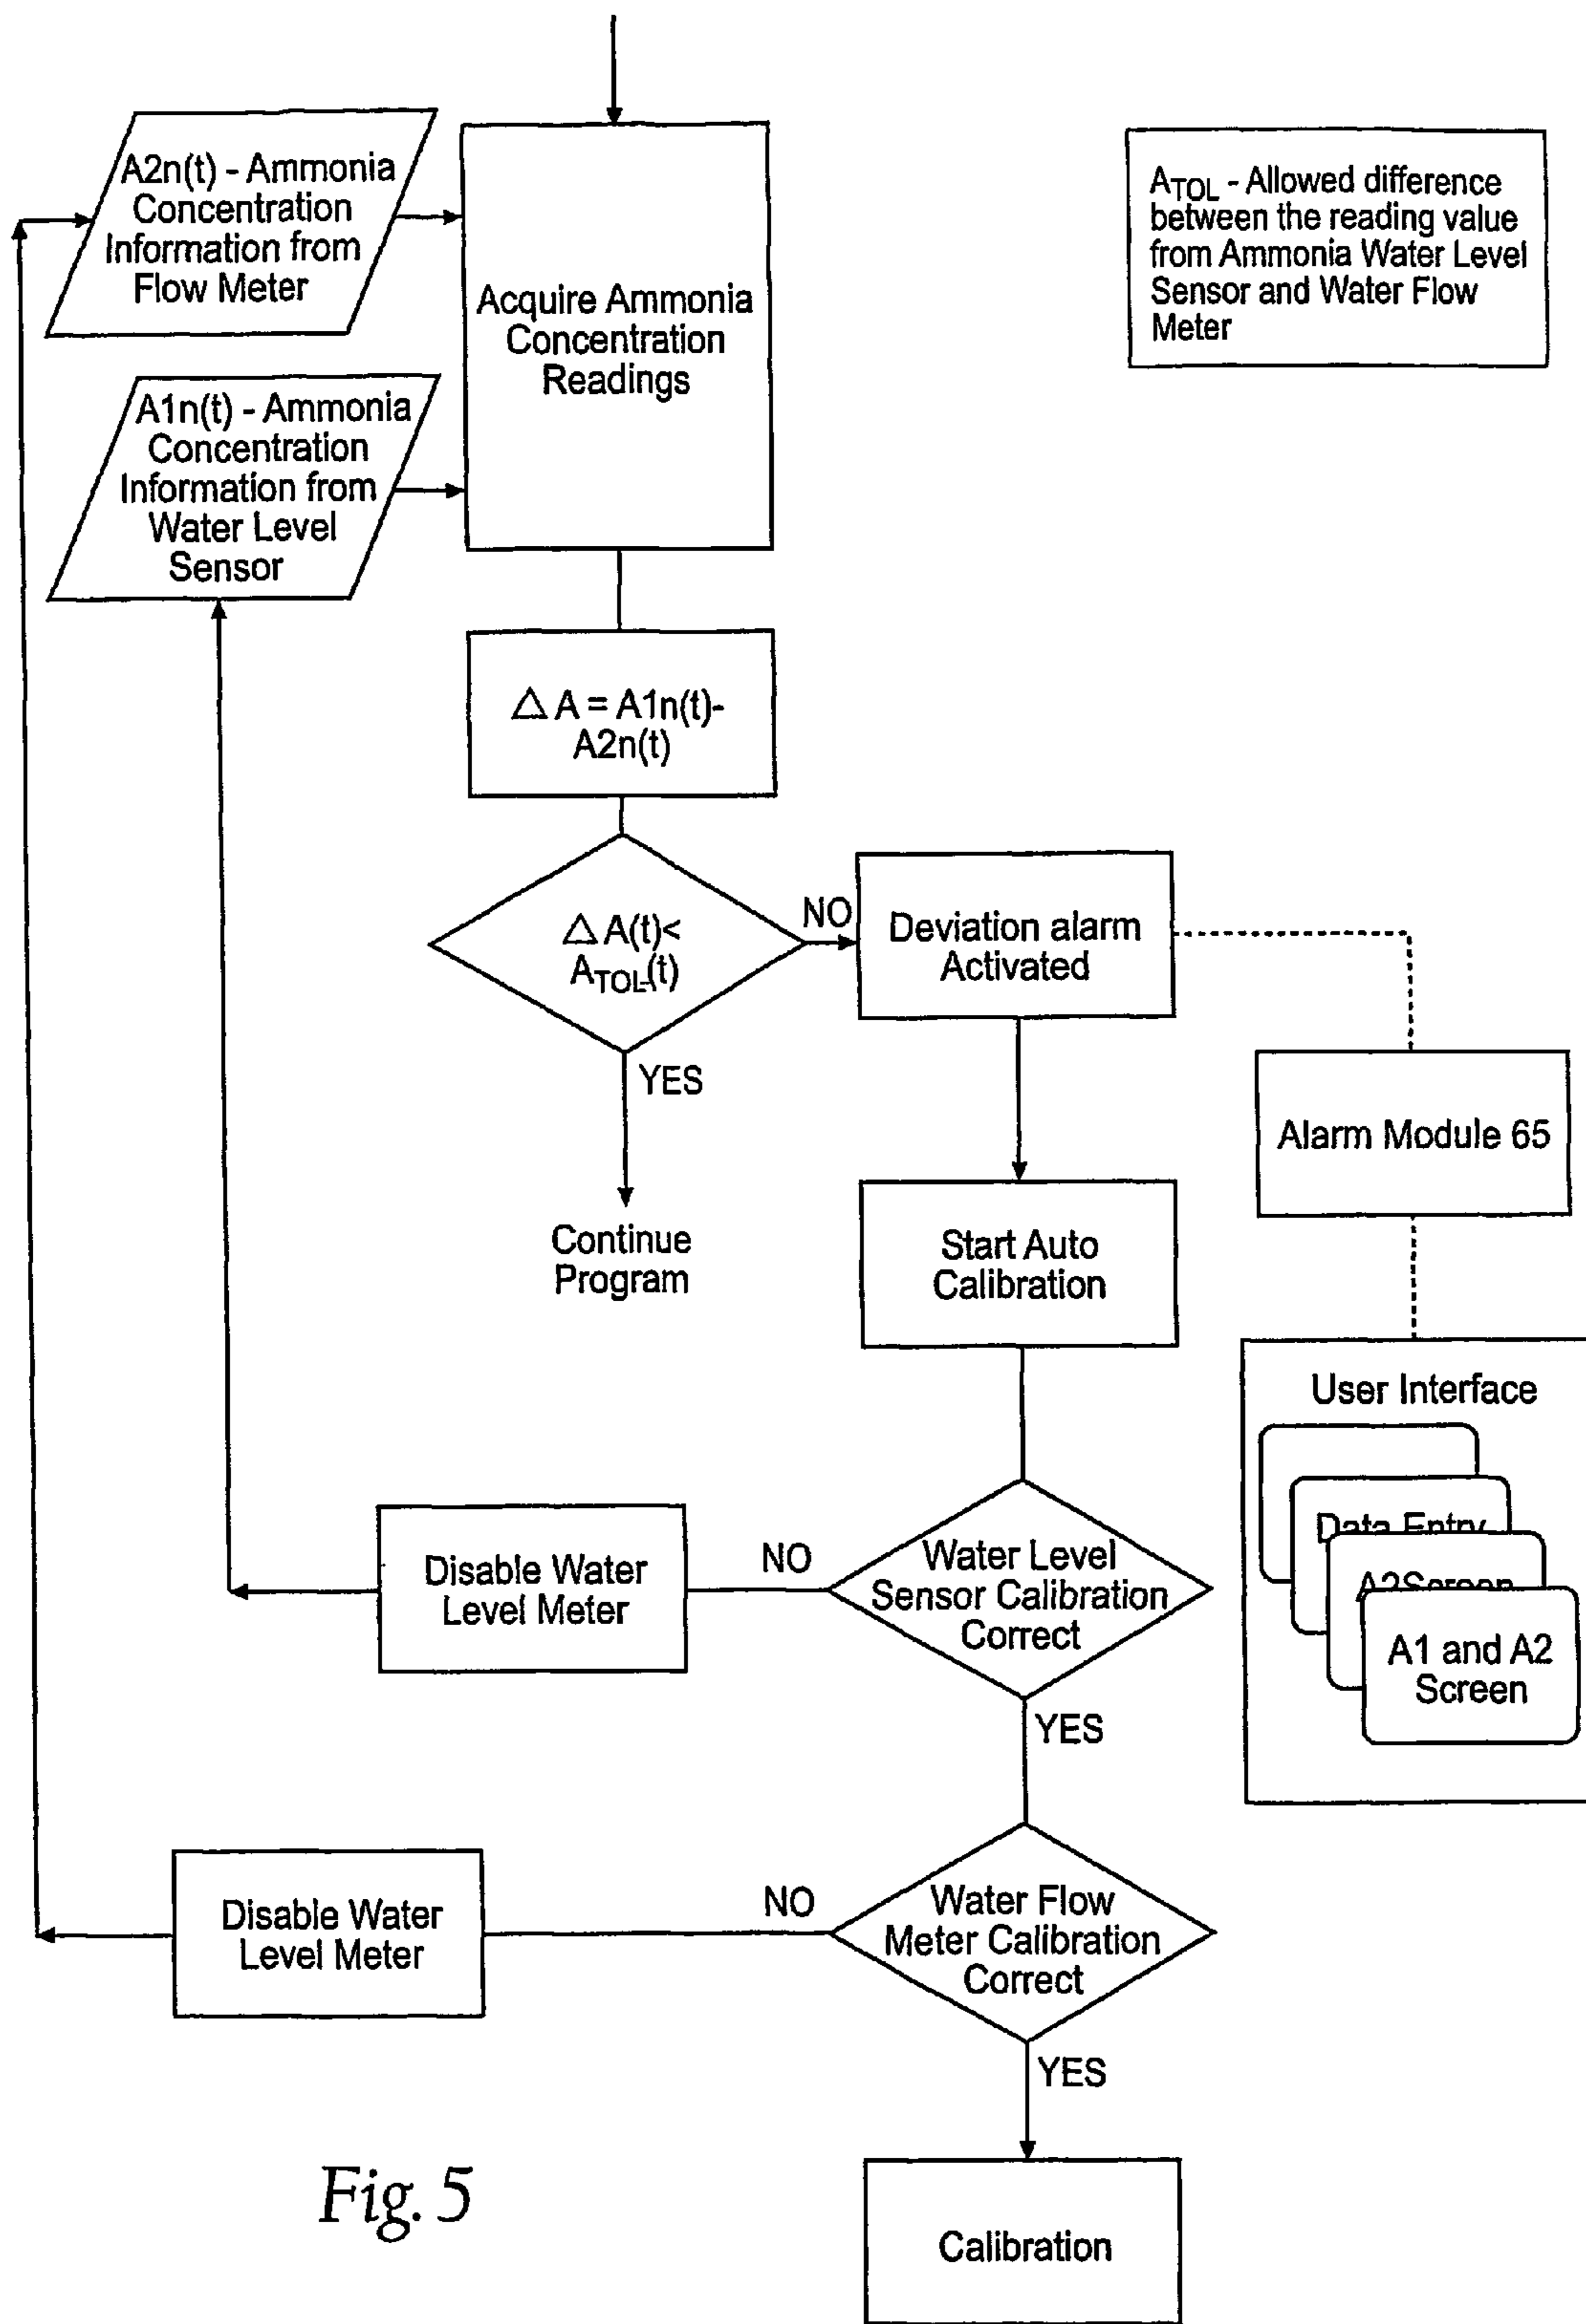 A2n(t) - Ammonia
Concentration
Information from
Flow Meter
Acquire Ammonia
Concentration
Readings
ATOL - Allowed difference
between the reading value
from Ammonia Water Level
Sensor and Water Flow
Meter
A1n(t) - Ammonia
Concentration
Information from
Water Level
Sensor
△ A = A1n(t)-
A2n(t)
△ A(t)<
ATOL(t)
NO
YES
Continue
Program
Deviation alarm
Activated
Alarm Module 65
Start Auto
Calibration
User Interface
Data Entry
A2Screen
A1 and A2
Screen
Water Level
Sensor Calibration
Correct
NO
Disable Water
Level Meter
YES
Water Flow
Meter Calibration
Correct
NO
Disable Water
Level Meter
YES
Calibration
Fig. 5